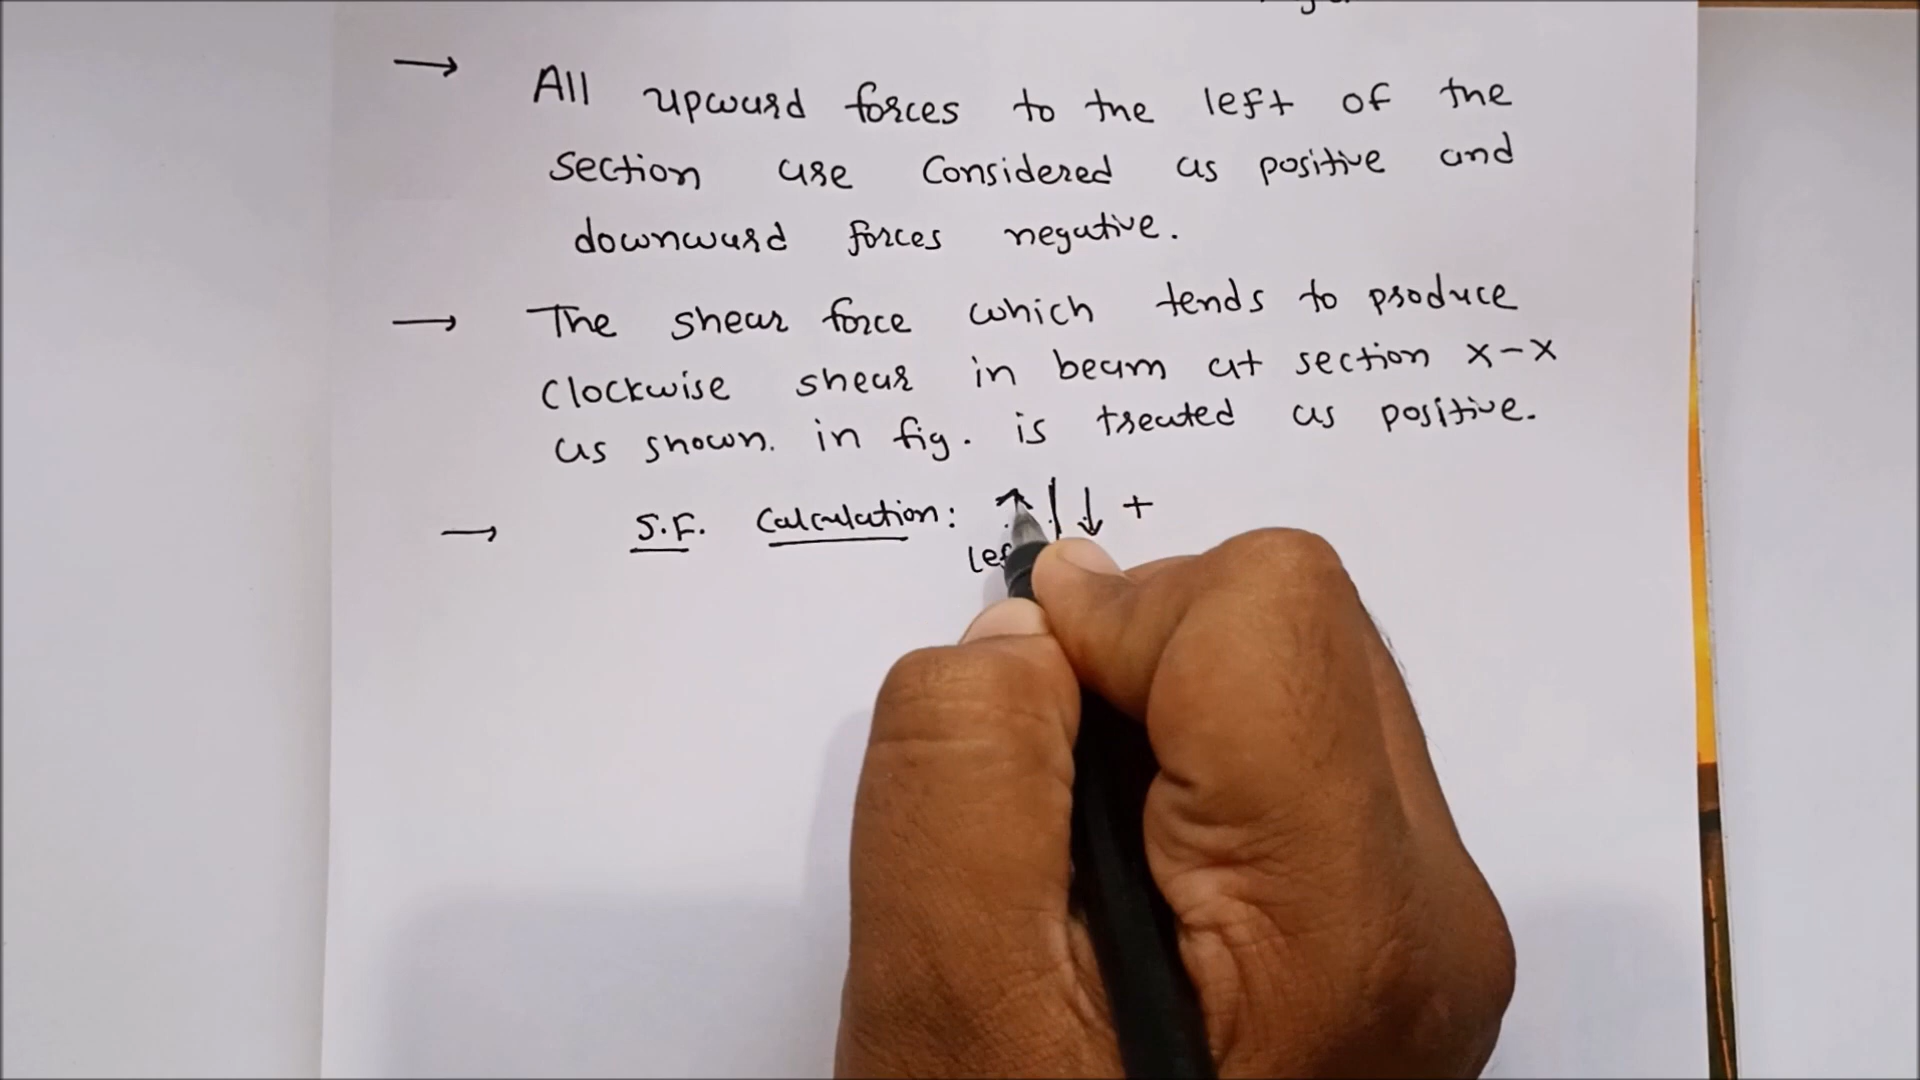 → All upward forces to the left of the
section are Considered as positive and
downward forces negative.
→ The shear force which tends to produce
Clockwise shear in beam at section x-x
as shown. in fig. is treated as positive.
→ S.F. Calculation: ↑|↓ +